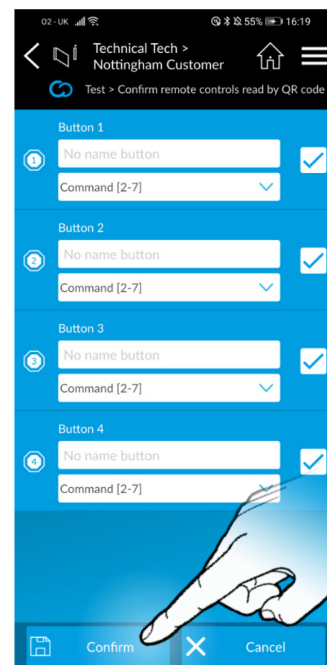 O2 - UK 55% 16:19
Technical Tech >
Nottingham Customer
Test > Confirm remote controls read by QR code
Button 1
1
No name button
Command [2-7]
Button 2
2
No name button
Command [2-7]
Button 3
3
No name button
Command [2-7]
Button 4
4
No name button
Command [2-7]
Confirm
Cancel